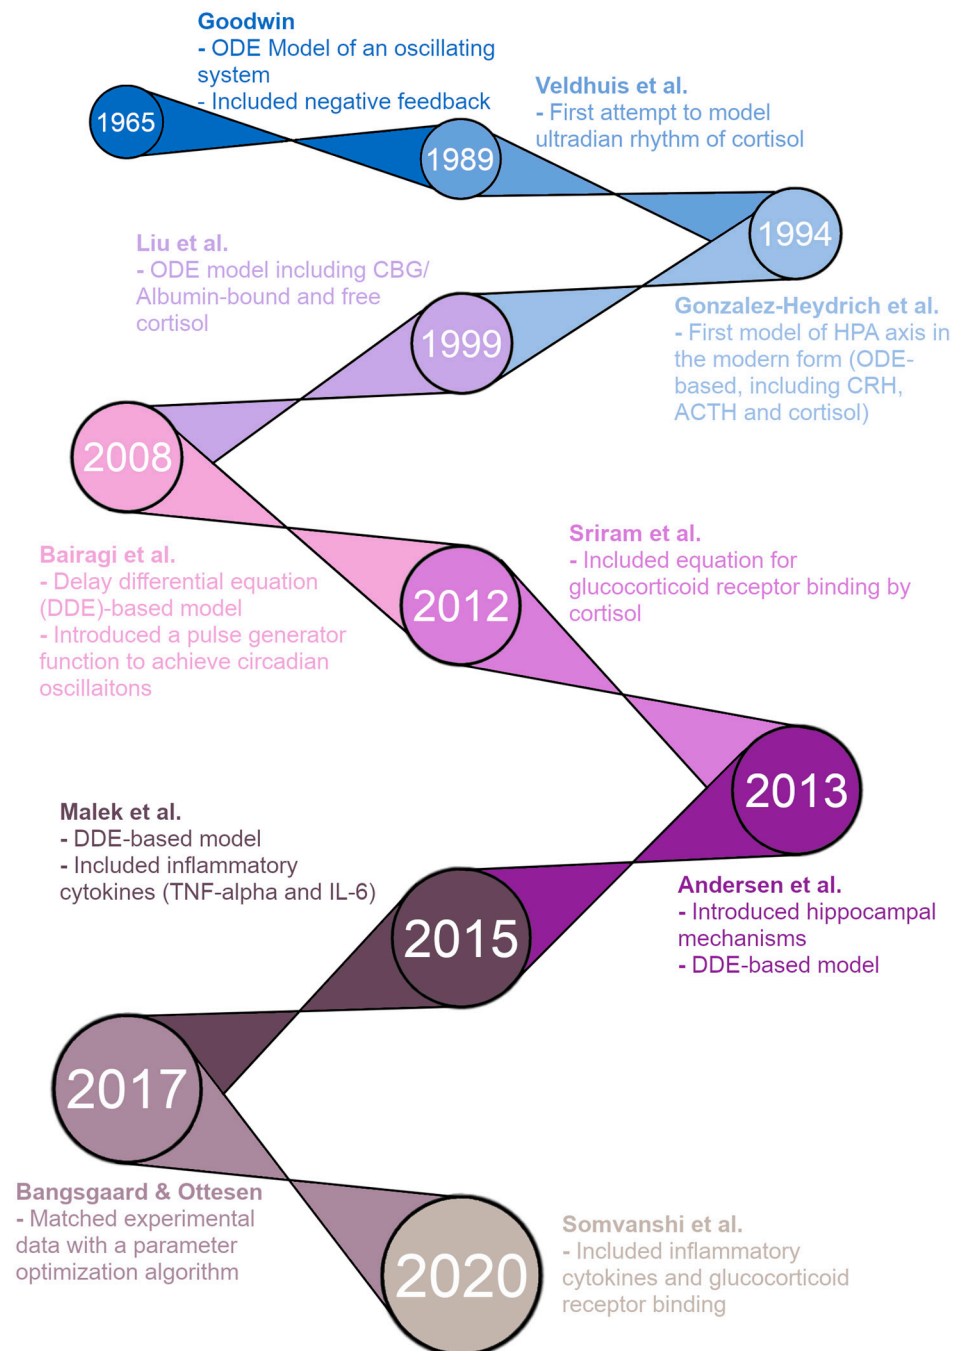 Goodwin
- ODE Model of an oscillating
system
- Included negative feedback
1965
Veldhuis et al.
- First attempt to model
ultradian rhythm of cortisol
1989
1994
Gonzalez-Heydrich et al.
- First model of HPA axis in
the modern form (ODE-
based, including CRH,
ACTH and cortisol)
Liu et al.
- ODE model including CBG/
Albumin-bound and free
cortisol
1999
2008
Bairagi et al.
- Delay differential equation
(DDE)-based model
- Introduced a pulse generator
function to achieve circadian
oscillaitons
Sriram et al.
- Included equation for
glucocorticoid receptor binding by
cortisol
2012
2013
Andersen et al.
- Introduced hippocampal
mechanisms
- DDE-based model
Malek et al.
- DDE-based model
- Included inflammatory
cytokines (TNF-alpha and IL-6)
2015
2017
Bangsgaard & Ottesen
- Matched experimental
data with a parameter
optimization algorithm
2020
Somvanshi et al.
- Included inflammatory
cytokines and glucocorticoid
receptor binding